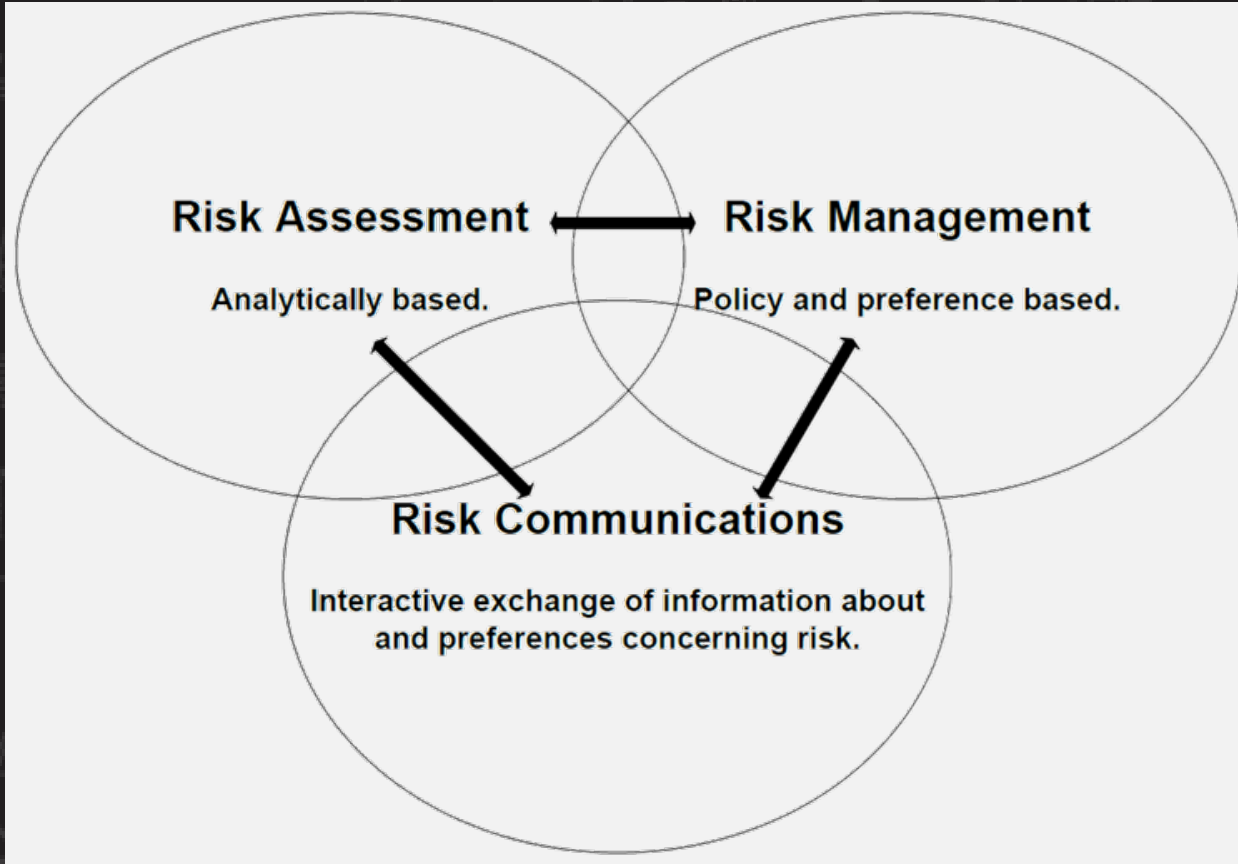 Risk Assessment
Risk Management
Analytically based.
Policy and preference based.
Risk Communications
Interactive exchange of information about
and preferences concerning risk.